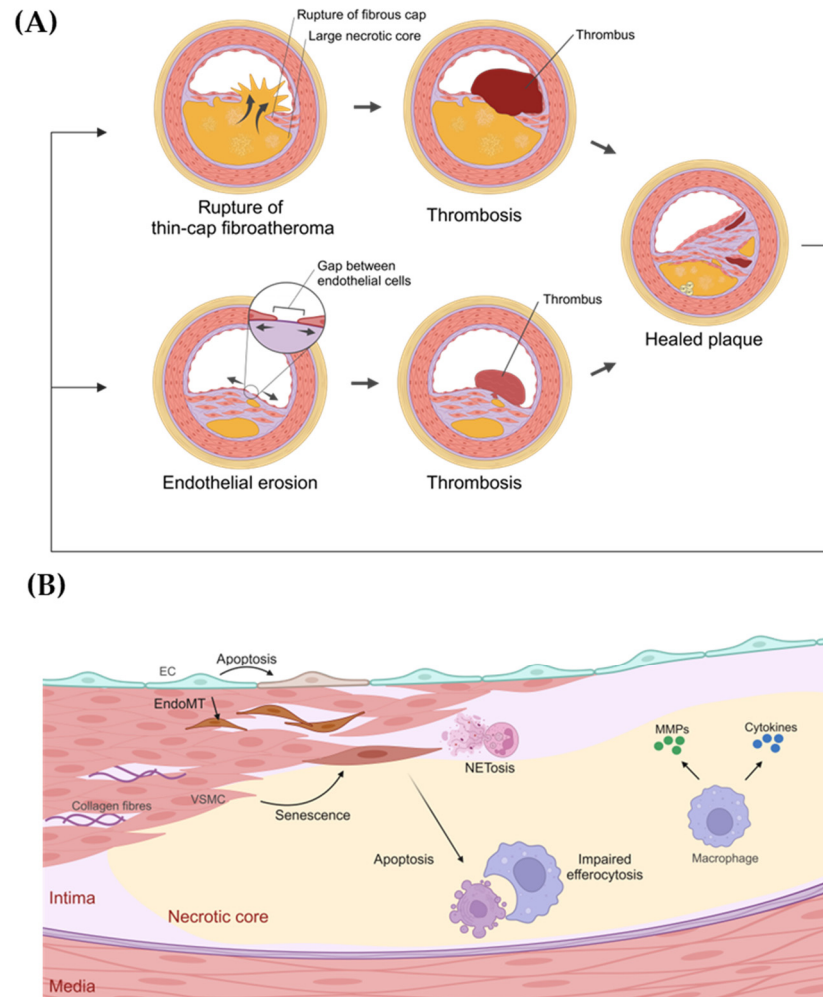 (A)
Rupture of fibrous cap
Large necrotic core
Thrombus
Rupture of
thin-cap fibroatheroma
Thrombosis
Gap between
endothelial cells
Thrombus
Healed plaque
Endothelial erosion
Thrombosis
(B)
EC
Apoptosis
EndoMT
MMPs
Cytokines
NETosis
Collagen fibres
VSMC
Senescence
Macrophage
Apoptosis
Impaired
efferocytosis
Intima
Necrotic core
Media